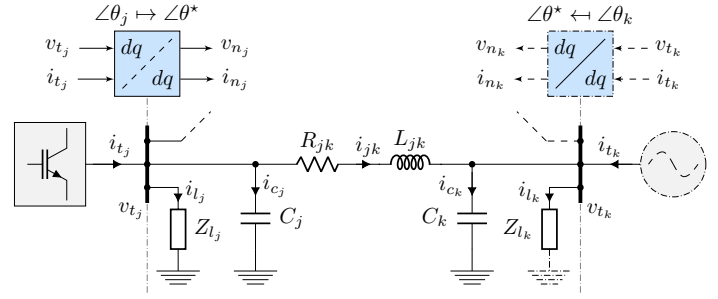 ∠θ_j ↦ ∠θ^⋆
∠θ^⋆ ↤ ∠θ_k
v_{t_j} dq v_{n_j}
i_{t_j} dq i_{n_j}
v_{n_k} dq v_{t_k}
i_{n_k} dq i_{t_k}
i_{t_j} R_{jk} i_{jk} L_{jk} i_{t_k}
i_{l_j} i_{c_j} i_{c_k} i_{l_k}
v_{t_j} Z_{l_j} C_j C_k Z_{l_k} v_{t_k}